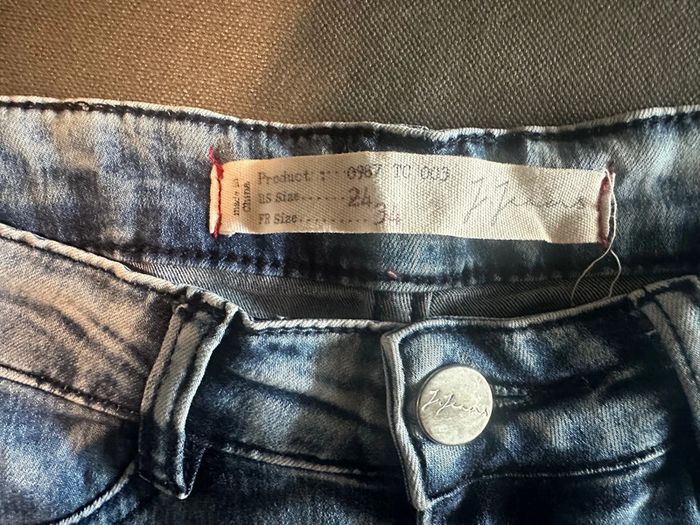 made in
China
Product: ... 0987 TC 003
US Size........24
FR Size..........34